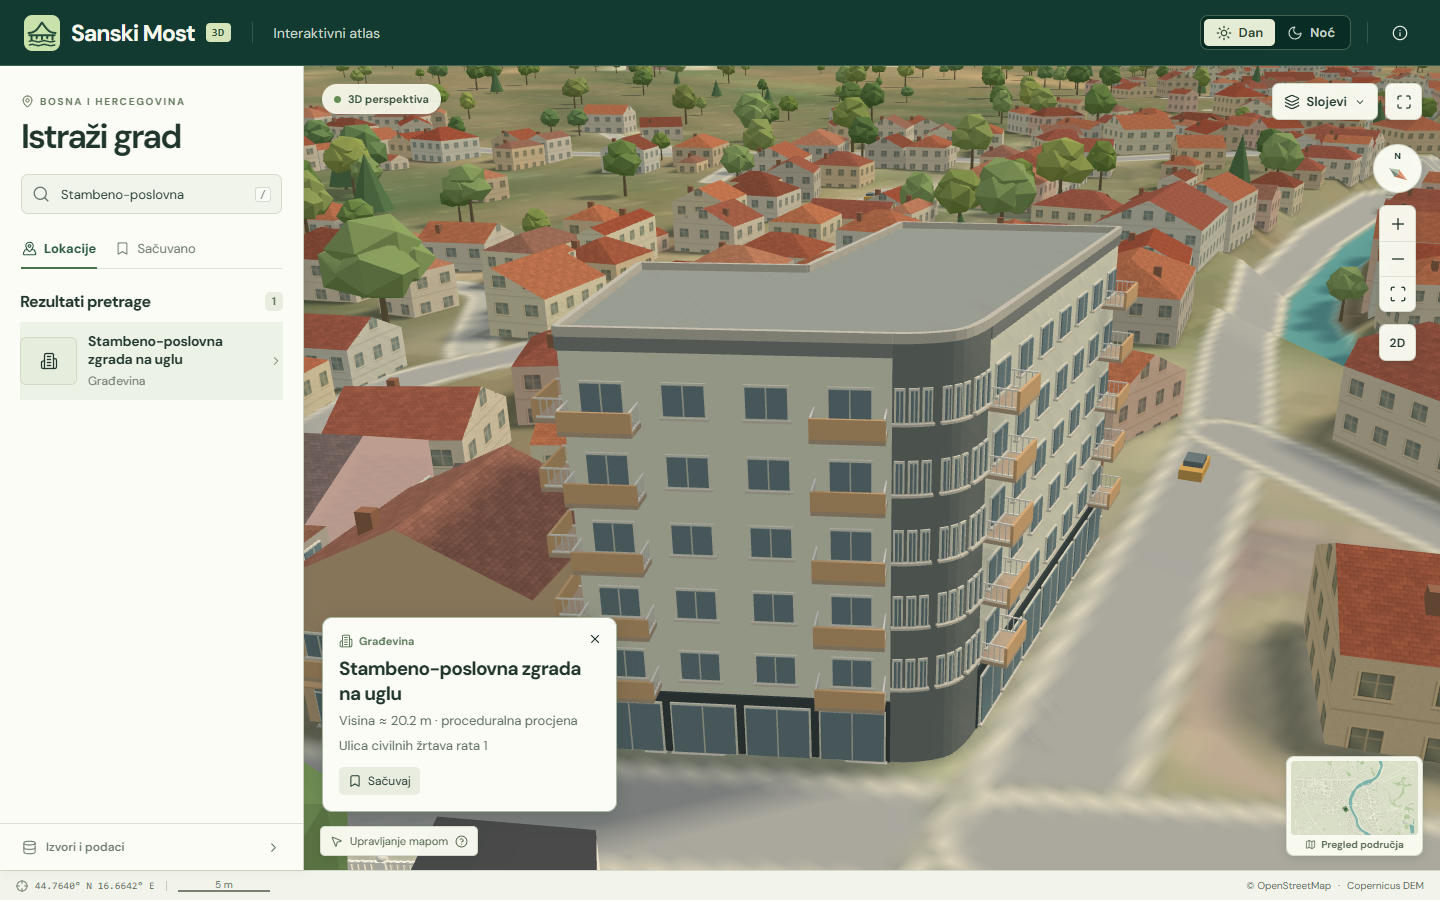 Sanski Most 3D
Interaktivni atlas
Dan
Noć
BOSNA I HERCEGOVINA
Istraži grad
Stambeno-poslovna /
Lokacije
Sačuvano
Rezultati pretrage 1
Stambeno-poslovna
zgrada na uglu
Građevina
Izvori i podaci
3D perspektiva
Slojevi
N
+
−
2D
Građevina
Stambeno-poslovna zgrada
na uglu
Visina ≈ 20.2 m · proceduralna procjena
Ulica civilnih žrtava rata 1
Sačuvaj
Upravljanje mapom
Pregled područja
44.7640° N 16.6642° E
5 m
© OpenStreetMap · Copernicus DEM